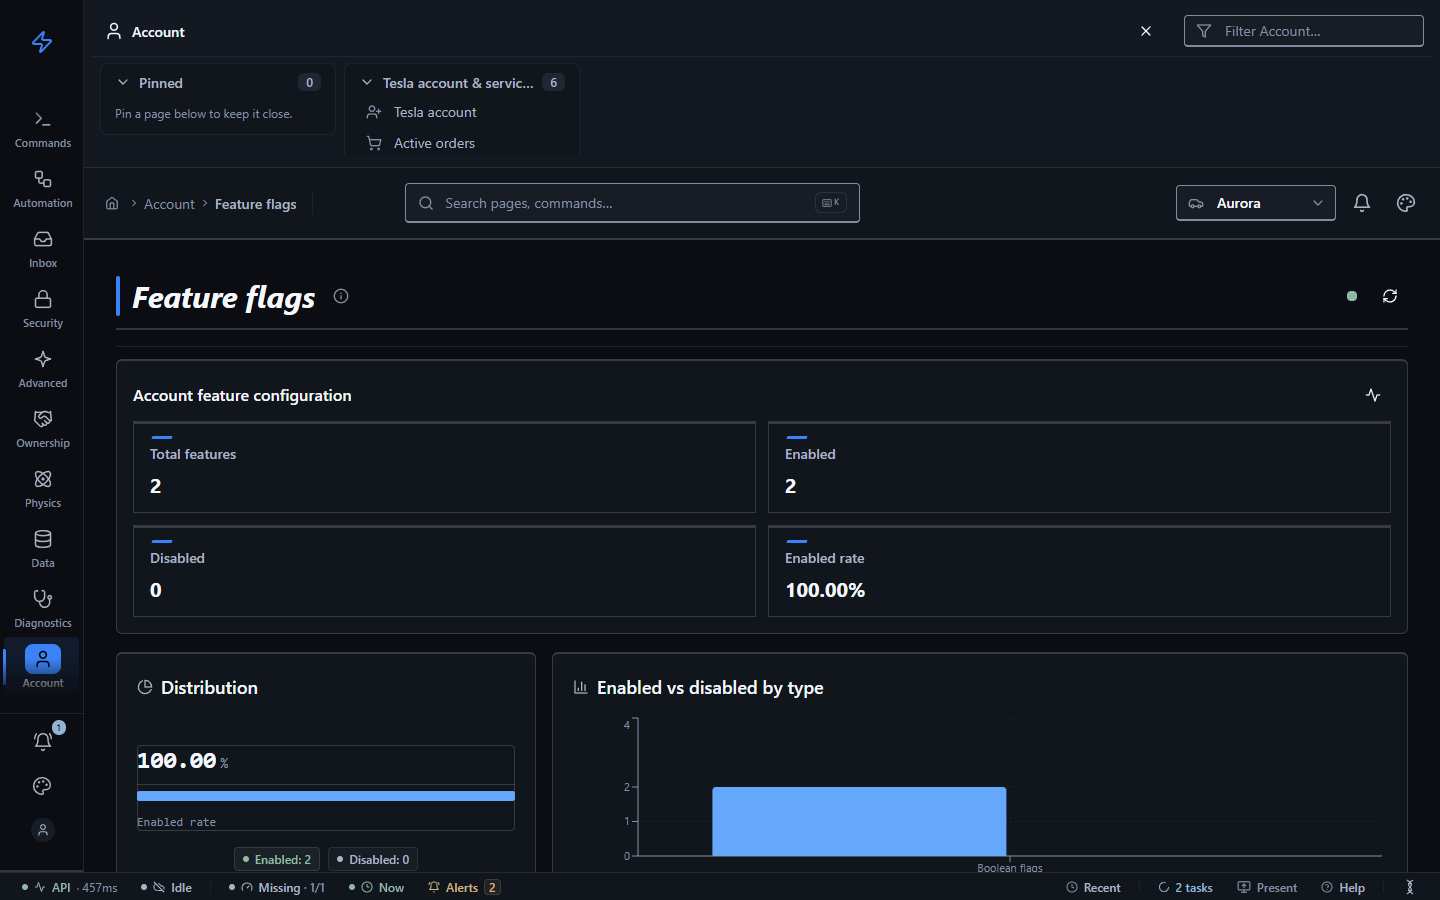 Account
Filter Account...
Pinned
0
Pin a page below to keep it close.
Tesla account & servic...
6
Tesla account
Active orders
Commands
Automation
Inbox
Security
Advanced
Ownership
Physics
Data
Diagnostics
Account
1
Account
Feature flags
Search pages, commands...
K
Aurora
Feature flags
Account feature configuration
Total features
2
Enabled
2
Disabled
0
Enabled rate
100.00%
Distribution
100.00 %
Enabled rate
Enabled: 2
Disabled: 0
Enabled vs disabled by type
4
2
1
0
Boolean flags
API · 457ms
Idle
Missing · 1/1
Now
Alerts 2
Recent
2 tasks
Present
Help